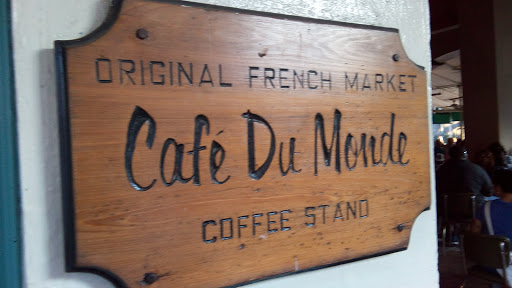 ORIGINAL FRENCH MARKET
Café Du Monde
COFFEE STAND